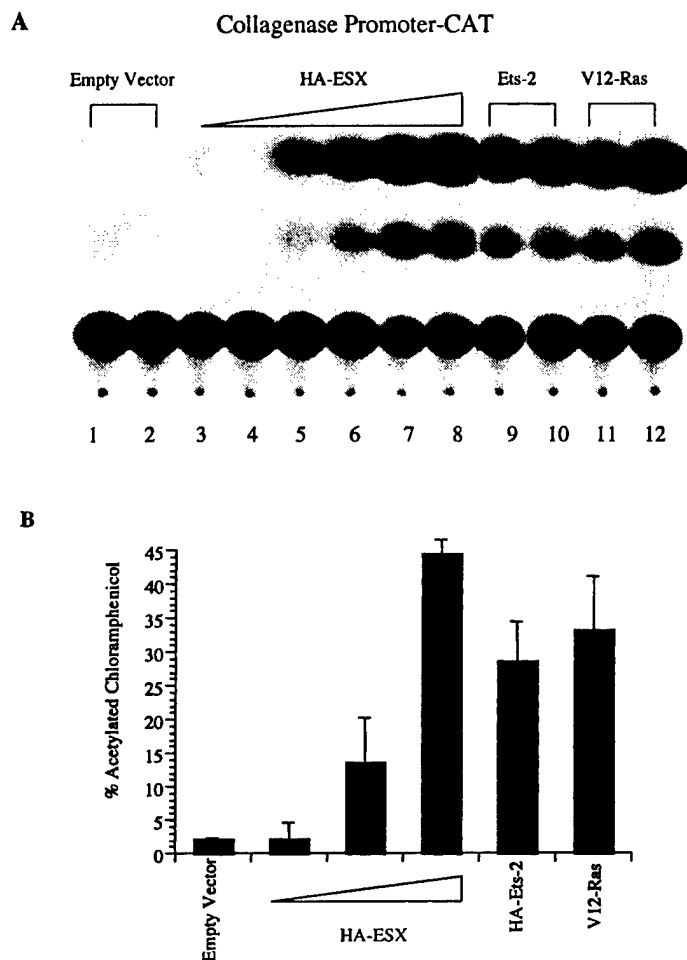 A
Collagenase Promoter-CAT
Empty Vector HA-ESX Ets-2 V12-Ras
1 2 3 4 5 6 7 8 9 10 11 12
B
% Acetylated Chloramphenicol
45
40
35
30
25
20
15
10
5
0
Empty Vector
HA-ESX
HA-Ets-2
V12-Ras